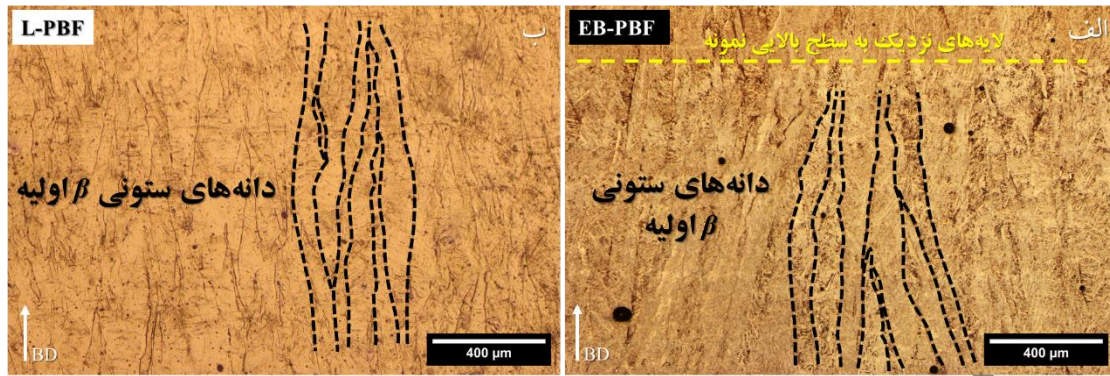 EB-PBF
الف
لایه‌های نزدیک به سطح بالایی نمونه
دانه‌های ستونی
β اولیه
BD
400 µm
L-PBF
ب
دانه‌های ستونی β اولیه
BD
400 µm